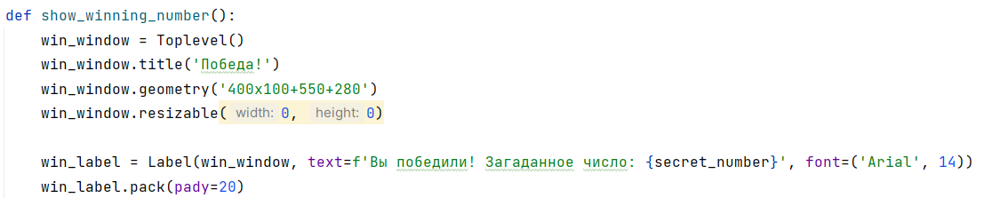 def show_winning_number():
    win_window = Toplevel()
    win_window.title('Победа!')
    win_window.geometry('400x100+550+280')
    win_window.resizable( width: 0,  height: 0)

    win_label = Label(win_window, text=f'Вы победили! Загаданное число: {secret_number}', font=('Arial', 14))
    win_label.pack(pady=20)